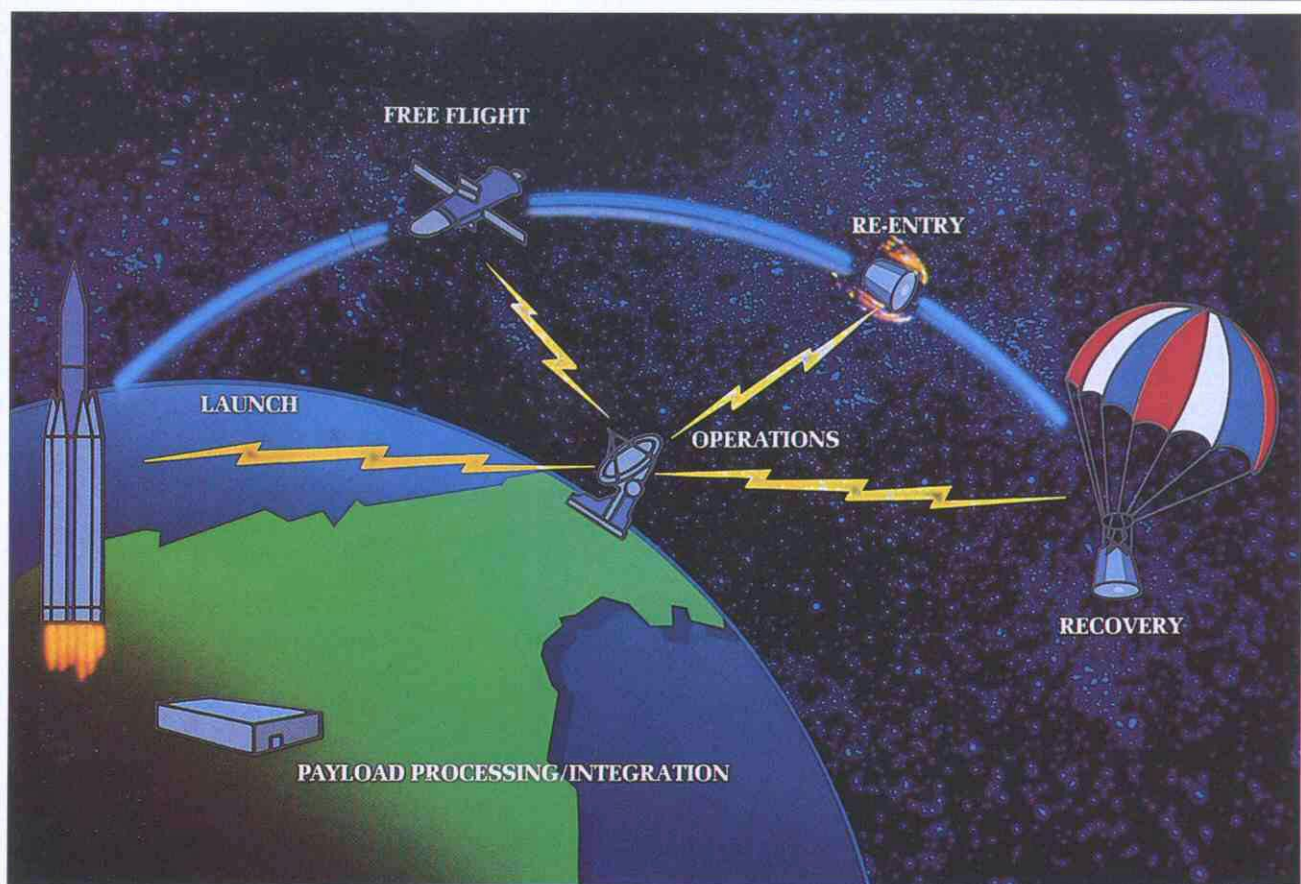 FREE FLIGHT
RE-ENTRY
LAUNCH
OPERATIONS
RECOVERY
PAYLOAD PROCESSING/INTEGRATION